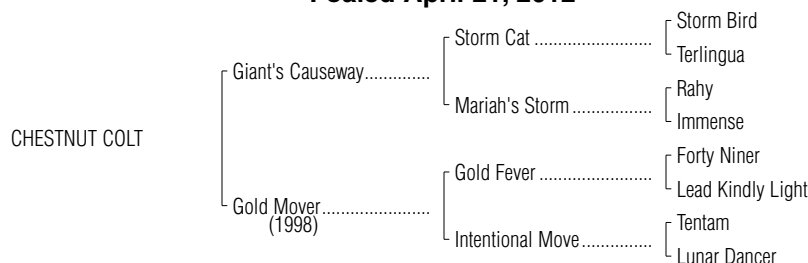 Foaled April 21, 2012
Storm Bird
Storm Cat ..............................
Terlingua
Giant's Causeway..............
Rahy
Mariah's Storm .....................
Immense
CHESTNUT COLT
Forty Niner
Gold Fever .............................
Lead Kindly Light
Gold Mover.......................
(1998)
Tentam
Intentional Move..................
Lunar Dancer